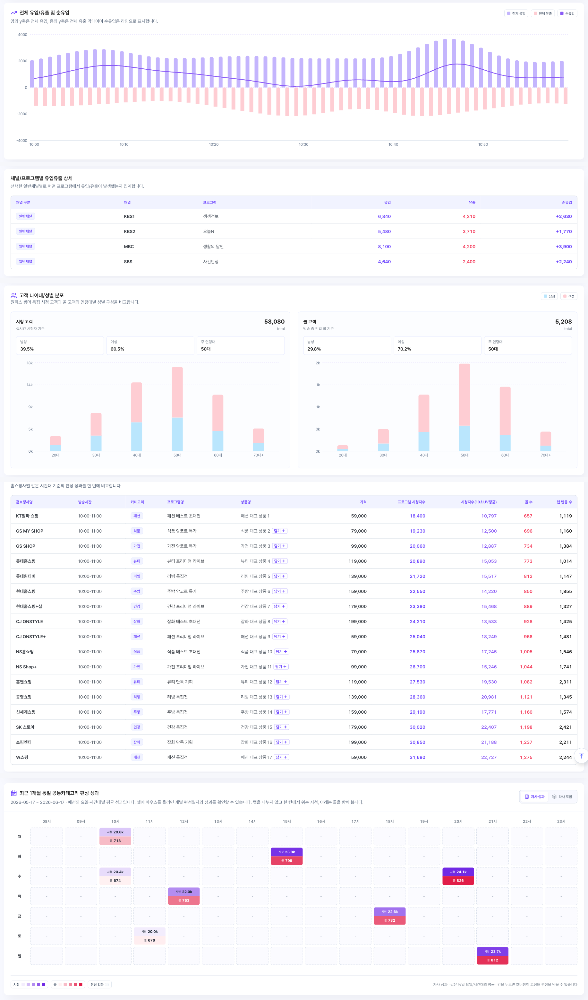 전체 유입/유출 및 순유입
양의 y축은 전체 유입, 음의 y축은 전체 유출 막대이며 순유입은 라인으로 표시합니다.
전체 유입 전체 유출 순유입
4000
2000
0
-2000
-4000
10:00 10:10 10:20 10:30 10:40 10:50
채널/프로그램별 유입유출 상세
선택한 일반채널별로 어떤 프로그램에서 유입/유출이 발생했는지 집계합니다.
채널 구분 채널 프로그램 유입 유출 순유입
일반채널 KBS1 생생정보 6,840 4,210 +2,630
일반채널 KBS2 오늘N 5,480 3,710 +1,770
일반채널 MBC 생활의 달인 8,100 4,200 +3,900
일반채널 SBS 사건반장 4,640 2,400 +2,240
고객 나이대/성별 분포
원피스 썸머 특집 시청 고객과 콜 고객의 연령대별 성별 구성을 비교합니다.
남성 여성
시청 고객 58,080
실시간 시청자 기준 total
남성 여성 주 연령대
39.5% 60.5% 50대
18k
14k
9k
5k
0k
20대 30대 40대 50대 60대 70대+
콜 고객 5,208
방송 중 인입 콜 기준 total
남성 여성 주 연령대
29.8% 70.2% 50대
2k
1k
1k
0k
0k
20대 30대 40대 50대 60대 70대+
홈쇼핑사별 같은 시간대 기준의 편성 성과를 한 번에 비교합니다.
홈쇼핑사명 방송시간 카테고리 프로그램명 상품명 가격 프로그램 시청자수 시청자수(10초UV평균) 콜 수 웹 반응 수
KT알파 쇼핑 10:00-11:00 패션 패션 베스트 초대전 패션 대표 상품 1 59,000 18,400 10,797 657 1,119
GS MY SHOP 10:00-11:00 식품 식품 앙코르 특가 식품 대표 상품 2 담기 + 79,000 19,230 12,500 696 1,160
GS SHOP 10:00-11:00 가전 가전 앙코르 특가 가전 대표 상품 3 담기 + 99,000 20,060 12,887 734 1,384
롯데홈쇼핑 10:00-11:00 뷰티 뷰티 프리미엄 라이브 뷰티 대표 상품 4 담기 + 119,000 20,890 15,053 773 1,014
롯데원티비 10:00-11:00 리빙 리빙 특집전 리빙 대표 상품 5 담기 + 139,000 21,720 15,517 812 1,147
현대홈쇼핑 10:00-11:00 주방 주방 앙코르 특가 주방 대표 상품 6 담기 + 159,000 22,550 14,220 850 1,855
현대홈쇼핑+샵 10:00-11:00 건강 건강 프리미엄 라이브 건강 대표 상품 7 담기 + 179,000 23,380 15,468 889 1,327
CJ ONSTYLE 10:00-11:00 잡화 잡화 베스트 초대전 잡화 대표 상품 8 담기 + 199,000 24,210 13,533 928 1,425
CJ ONSTYLE+ 10:00-11:00 패션 패션 프리미엄 라이브 패션 대표 상품 9 담기 + 59,000 25,040 18,249 966 1,481
NS홈쇼핑 10:00-11:00 식품 식품 베스트 초대전 식품 대표 상품 10 담기 + 79,000 25,870 17,245 1,005 1,546
NS Shop+ 10:00-11:00 가전 가전 프리미엄 라이브 가전 대표 상품 11 담기 + 99,000 26,700 15,246 1,044 1,741
홈앤쇼핑 10:00-11:00 뷰티 뷰티 단독 기획 뷰티 대표 상품 12 담기 + 119,000 27,530 19,530 1,082 2,311
공영쇼핑 10:00-11:00 리빙 리빙 특집전 리빙 대표 상품 13 담기 + 139,000 28,360 20,981 1,121 1,345
신세계쇼핑 10:00-11:00 주방 주방 특집전 주방 대표 상품 14 담기 + 159,000 29,190 17,771 1,160 1,574
SK 스토아 10:00-11:00 건강 건강 특집전 건강 대표 상품 15 담기 + 179,000 30,020 22,407 1,198 2,421
쇼핑엔티 10:00-11:00 잡화 잡화 단독 기획 잡화 대표 상품 16 담기 + 199,000 30,850 21,188 1,237 2,211
W쇼핑 10:00-11:00 패션 패션 특집전 패션 대표 상품 17 담기 + 59,000 31,680 22,727 1,275 2,244
최근 1개월 동일 공통카테고리 편성 성과
2026-05-17 ~ 2026-06-17 · 패션의 요일·시간대별 평균 성과입니다. 셀에 마우스를 올리면 개별 편성일자와 성과를 확인할 수 있습니다. 탭을 나누지 않고 한 칸에서 위는 시청, 아래는 콜을 함께 봅니다.
자사 성과 타사 포함
08시 09시 10시 11시 12시 13시 14시 15시 16시 17시 18시 19시 20시 21시 22시 23시
월 - - 시청 20.8k 콜 713 - - - - - - - - - - - - -
화 - - - - - - - 시청 23.9k 콜 799 - - - - - - - -
수 - - 시청 20.4k 콜 674 - - - - - - - - - 시청 24.1k 콜 826 - - -
목 - - - - 시청 22.0k 콜 763 - - - - - - - - - - -
금 - - - - - - - - - - 시청 22.6k 콜 782 - - - - -
토 - - - 시청 20.0k 콜 676 - - - - - - - - - - - -
일 - - - - - - - - - - - - - 시청 23.7k 콜 812 - -
시청 콜 편성 없음
자사 성과 · 값은 동일 요일/시간대의 평균 · 칸을 누르면 호버창이 고정돼 편성을 담을 수 있습니다